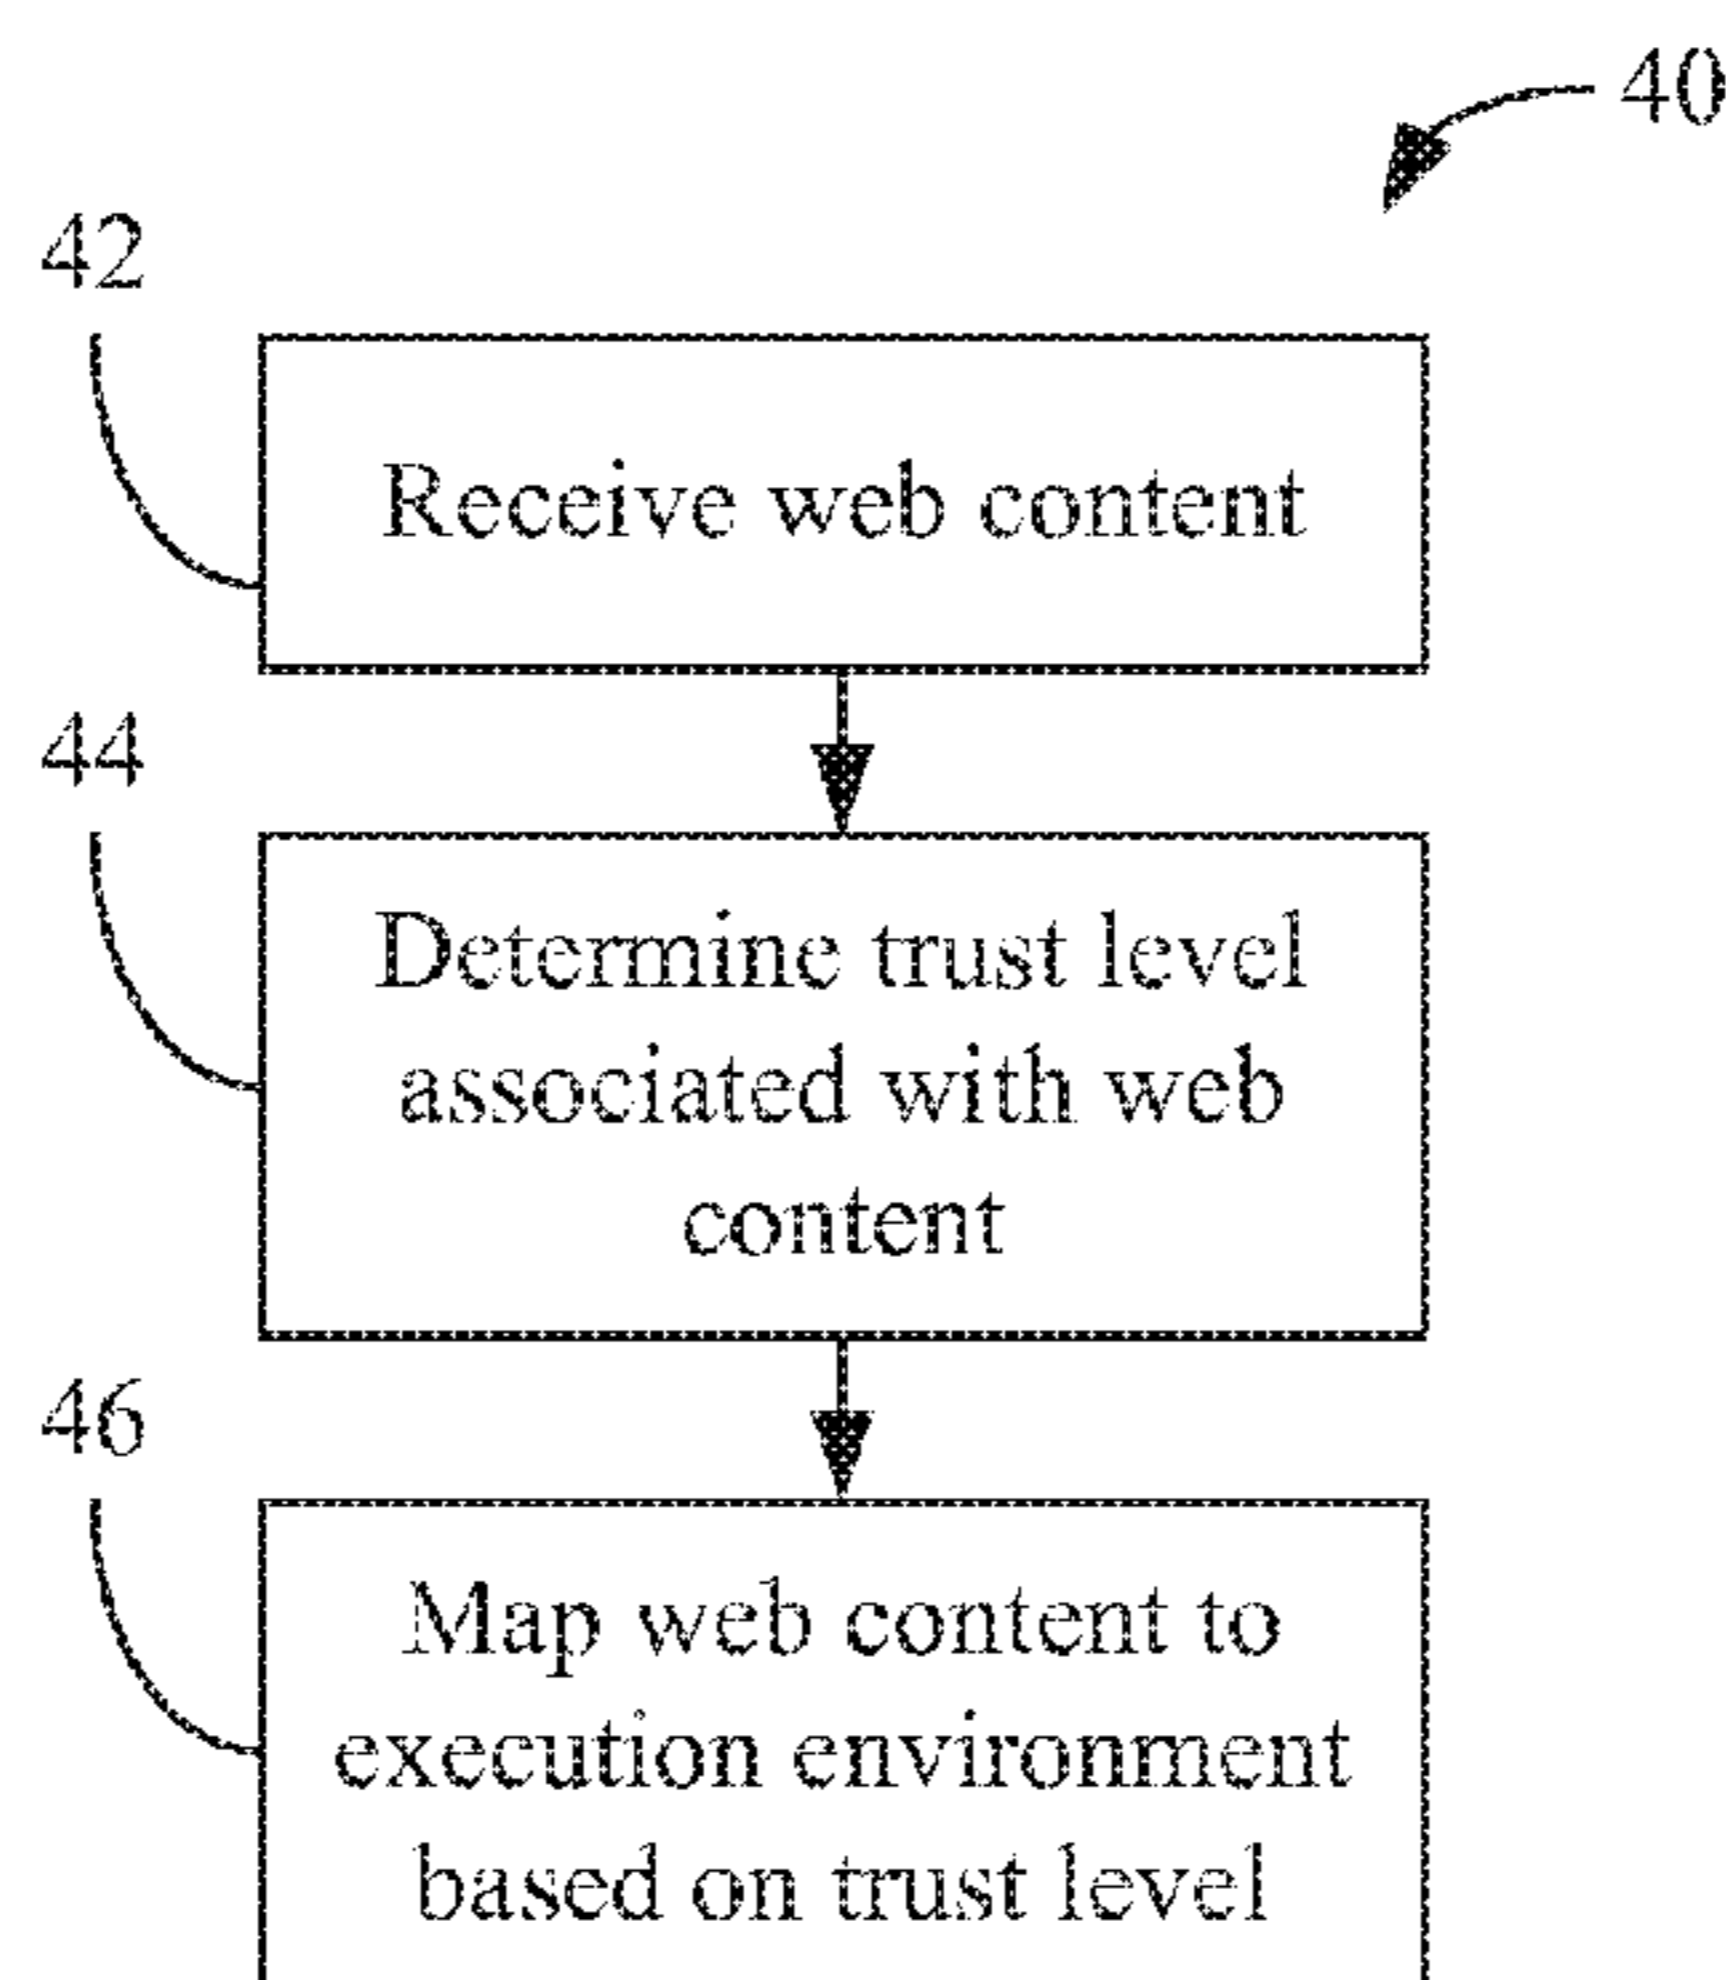 40
42
Receive web content
44
Determine trust level
associated with web
content
46
Map web content to
execution environment
based on trust level